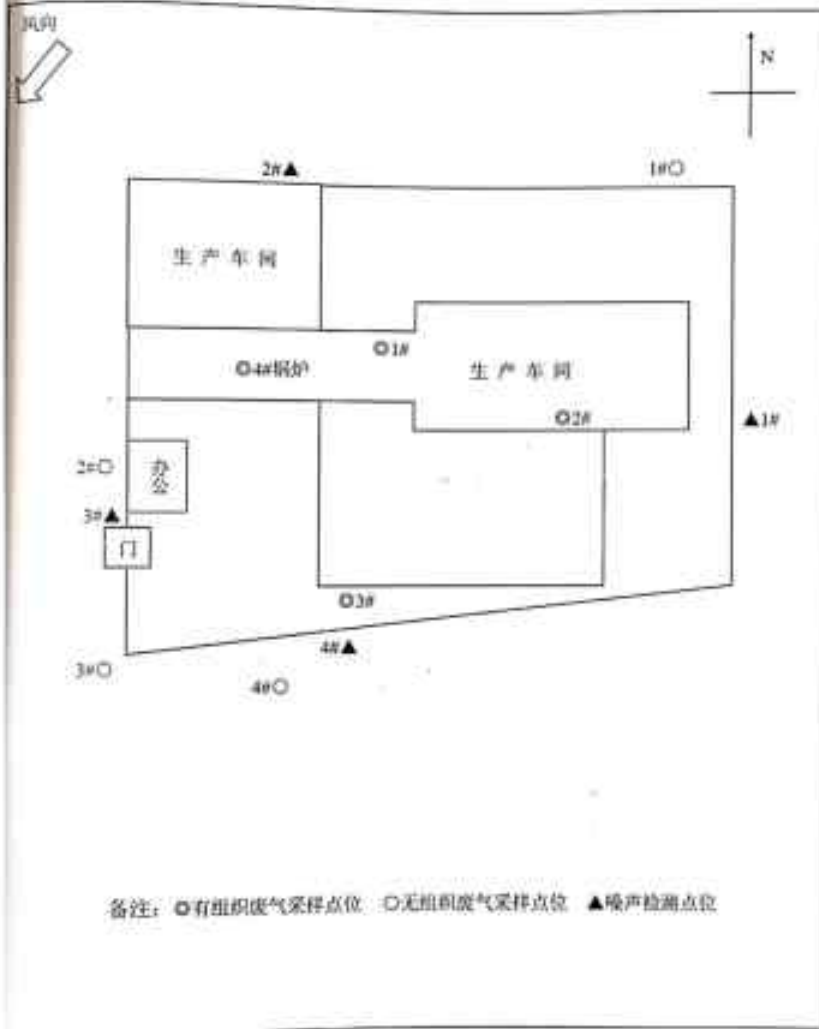 风向
N
2#▲
1#○
生产车间
◎1#
◎4#锅炉
生产车间
◎2#
▲1#
2#○
办公
3#▲
门
◎3#
4#▲
3#○
4#○
备注: ◎有组织废气采样点位 ○无组织废气采样点位 ▲噪声检测点位